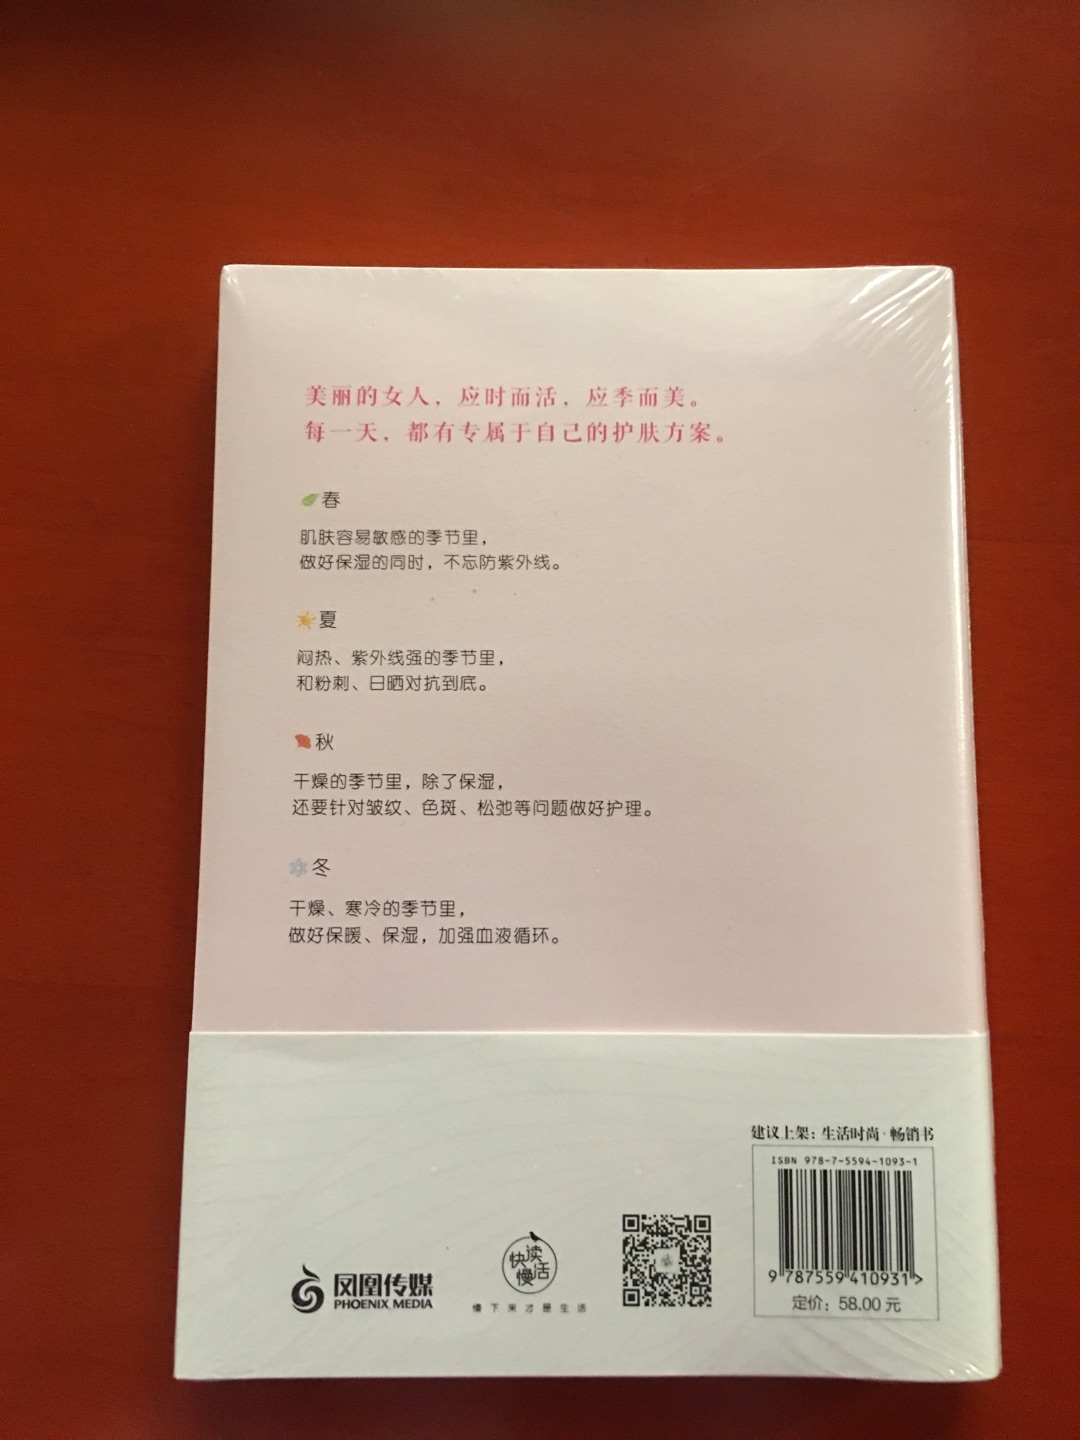 美丽的女人，应时而活，应季而美。
每一天，都有专属于自己的护肤方案。
春
肌肤容易敏感的季节里，
做好保湿的同时，不忘防紫外线。
夏
闷热、紫外线强的季节里，
和粉刺、日晒对抗到底。
秋
干燥的季节里，除了保湿，
还要针对皱纹、色斑、松弛等问题做好护理。
冬
干燥、寒冷的季节里，
做好保暖、保湿，加强血液循环。
建议上架：生活时尚·畅销书
ISBN 978-7-5594-1093-1
9 787559 410931>
定价：58.00 元
凤凰传媒
PHOENIX MEDIA
快读
慢活
慢下来才是生活